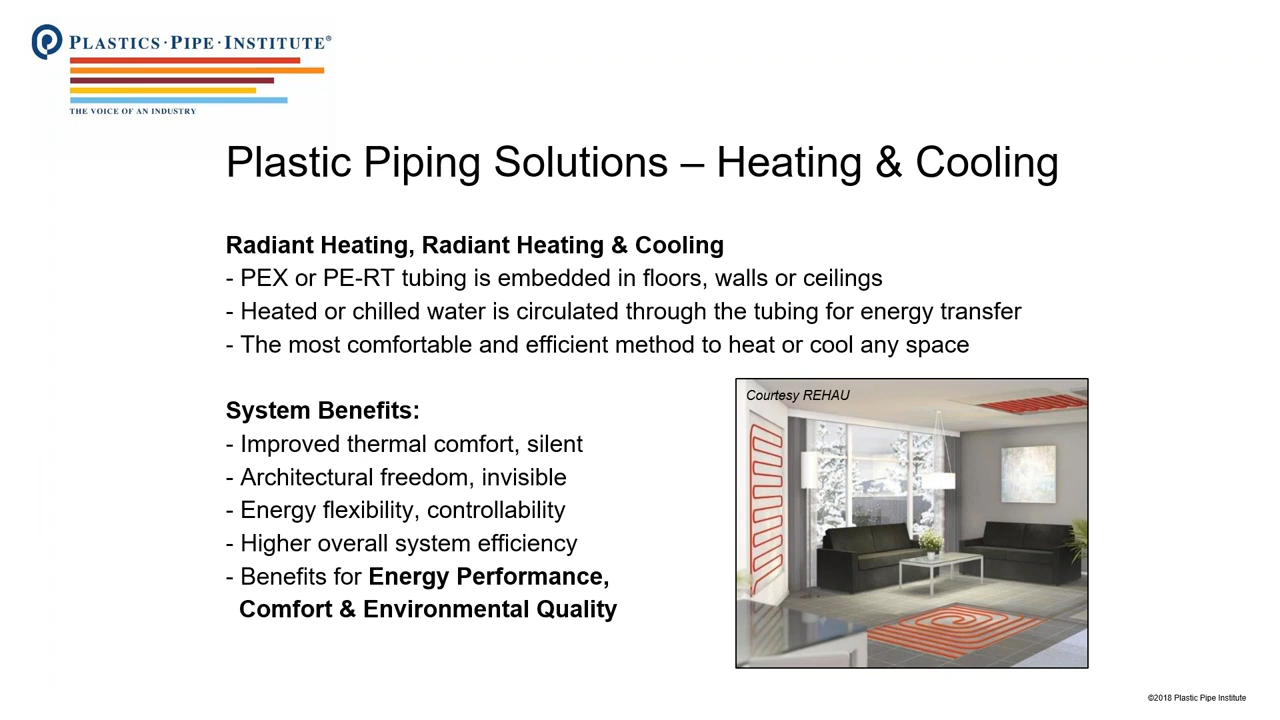 PLASTICS·PIPE·INSTITUTE®
THE VOICE OF AN INDUSTRY
Plastic Piping Solutions – Heating & Cooling
Radiant Heating, Radiant Heating & Cooling
- PEX or PE-RT tubing is embedded in floors, walls or ceilings
- Heated or chilled water is circulated through the tubing for energy transfer
- The most comfortable and efficient method to heat or cool any space
System Benefits:
- Improved thermal comfort, silent
- Architectural freedom, invisible
- Energy flexibility, controllability
- Higher overall system efficiency
- Benefits for Energy Performance,
Comfort & Environmental Quality
Courtesy REHAU
©2018 Plastic Pipe Institute